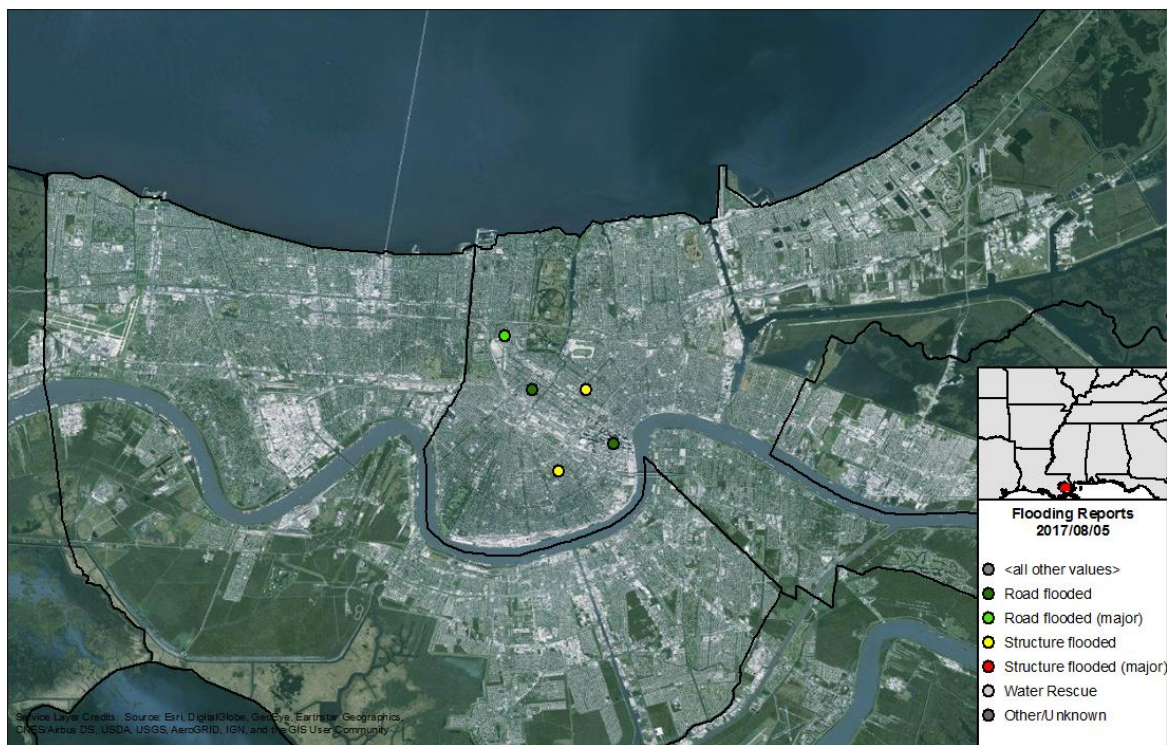 Flooding Reports
2017/08/05
<all other values>
Road flooded
Road flooded (major)
Structure flooded
Structure flooded (major)
Water Rescue
Other/Unknown
Service Layer Credits: Source: Esri, DigitalGlobe, GeoEye, Earthstar Geographics,
CNES/Airbus DS, USDA, USGS, AeroGRID, IGN, and the GIS User Community